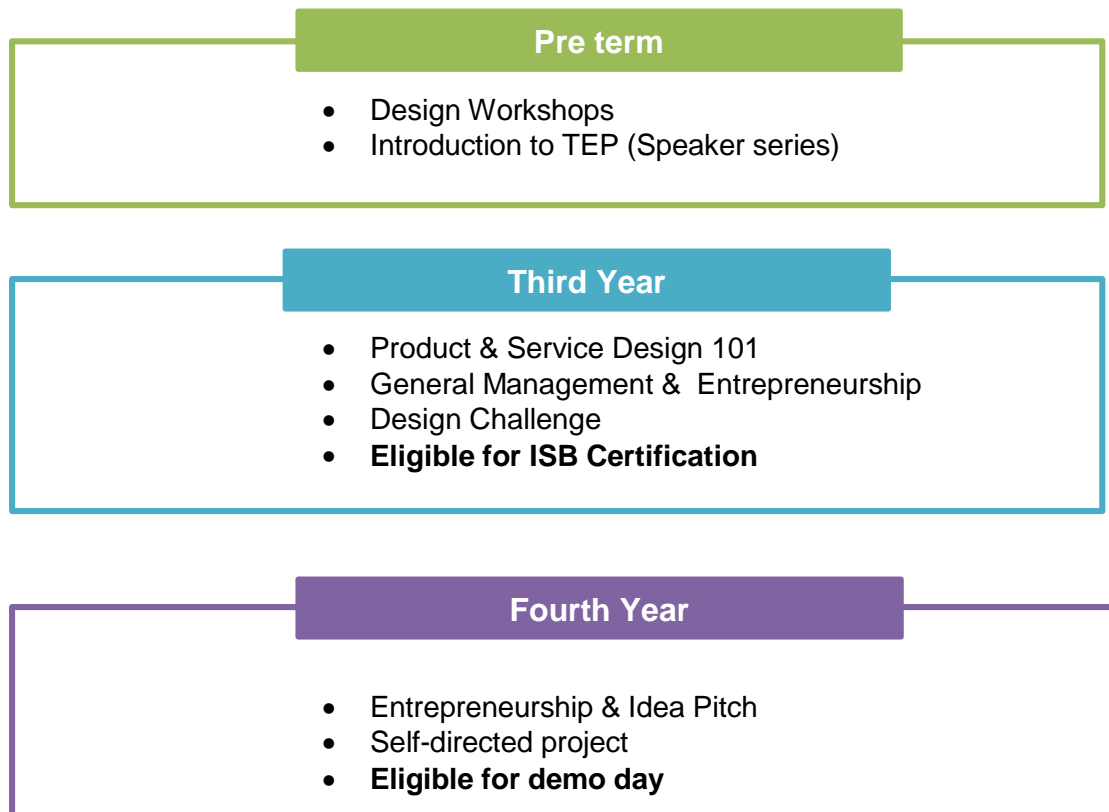 Pre term
• Design Workshops
• Introduction to TEP (Speaker series)
Third Year
• Product & Service Design 101
• General Management &  Entrepreneurship
• Design Challenge
• Eligible for ISB Certification
Fourth Year
• Entrepreneurship & Idea Pitch
• Self-directed project
• Eligible for demo day